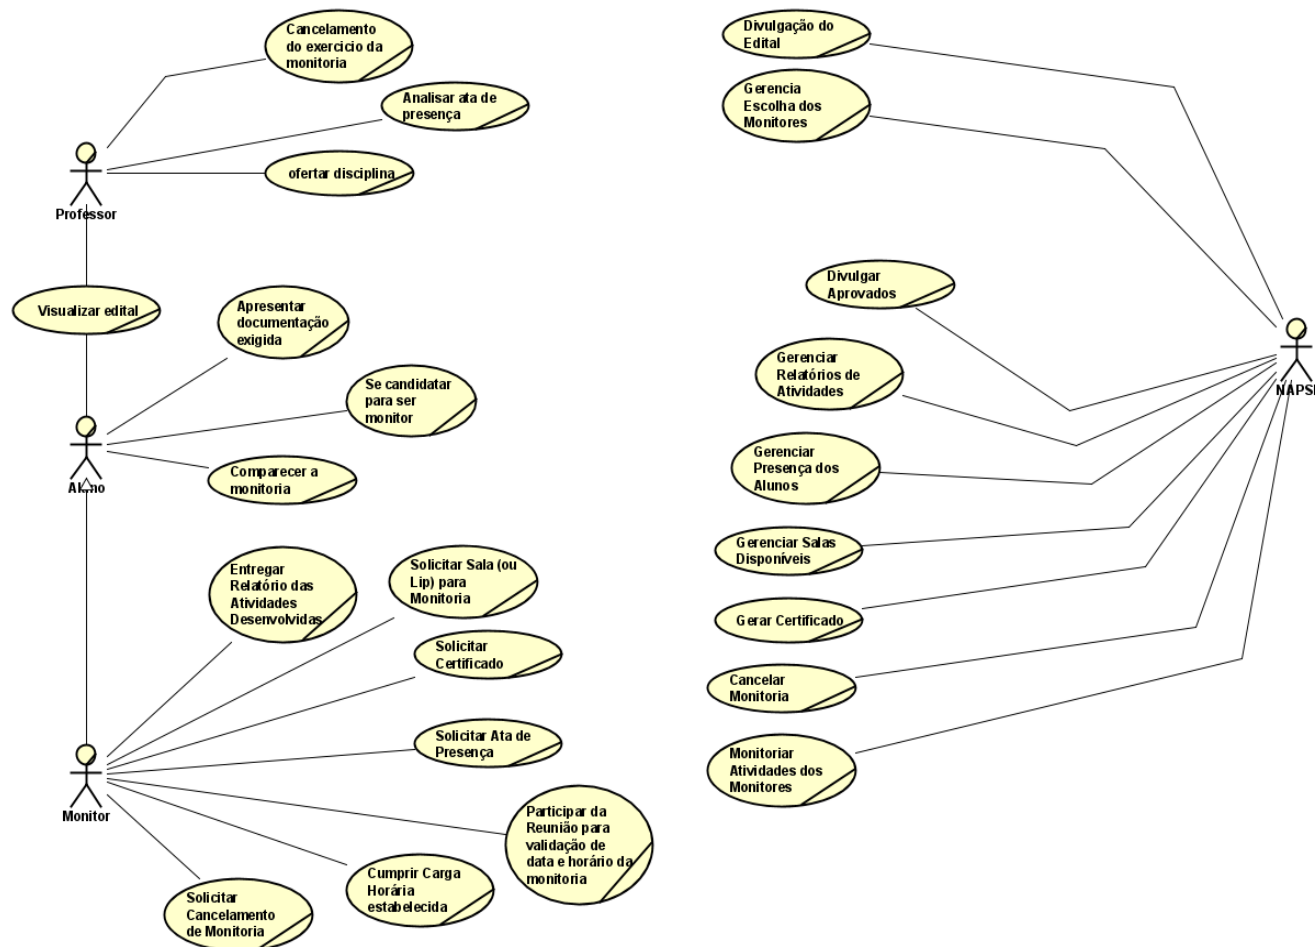 Cancelamento
do exercicio da
monitoria
Analisar ata de
presença
ofertar disciplina
Professor
Visualizar edital
Apresentar
documentação
exigida
Se candidatar
para ser
monitor
Comparecer a
monitoria
Aluno
Entregar
Relatório das
Atividades
Desenvolvidas
Solicitar Sala (ou
Lip) para
Monitoria
Solicitar
Certificado
Solicitar Ata de
Presença
Monitor
Participar da
Reunião para
validação de
data e horário da
monitoria
Cumprir Carga
Horária
estabelecida
Solicitar
Cancelamento
de Monitoria
Divulgação do
Edital
Gerencia
Escolha dos
Monitores
Divulgar
Aprovados
Gerenciar
Relatórios de
Atividades
NAPSI
Gerenciar
Presença dos
Alunos
Gerenciar Salas
Disponíveis
Gerar Certificado
Cancelar
Monitoria
Monitoriar
Atividades dos
Monitores